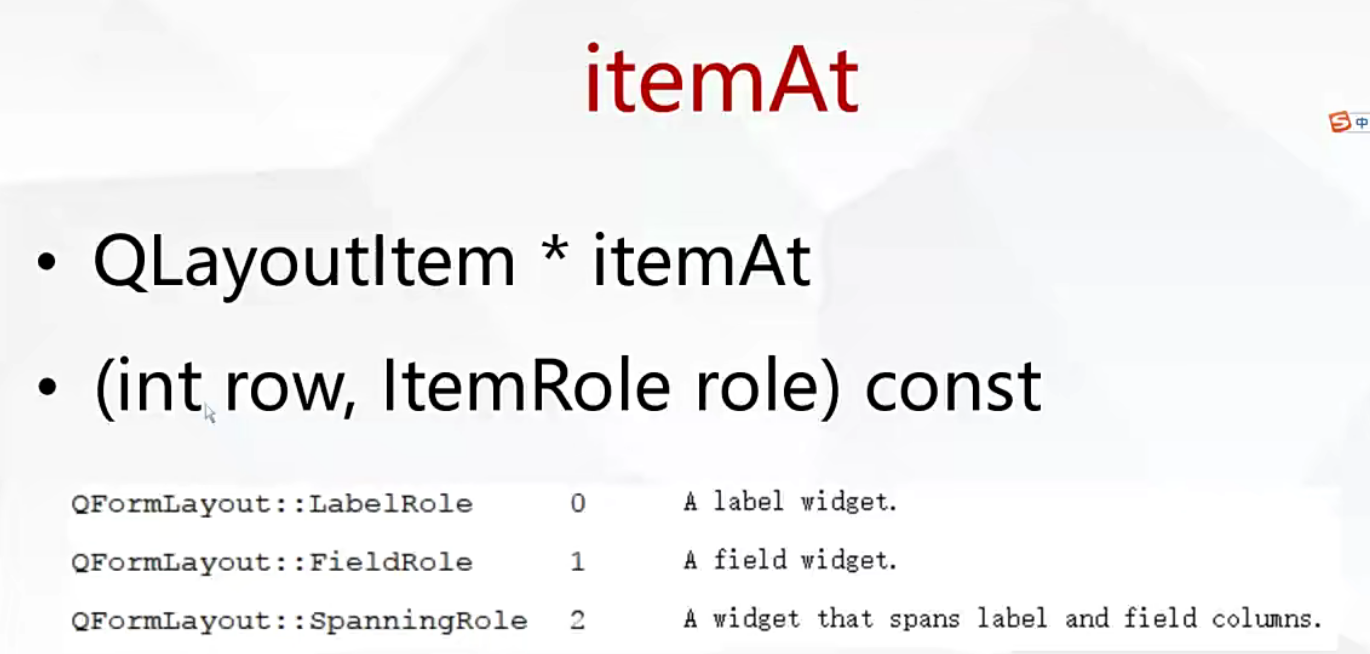 itemAt
S 中
• QLayoutItem * itemAt
• (int row, ItemRole role) const
QFormLayout::LabelRole 0 A label widget.
QFormLayout::FieldRole 1 A field widget.
QFormLayout::SpanningRole 2 A widget that spans label and field columns.